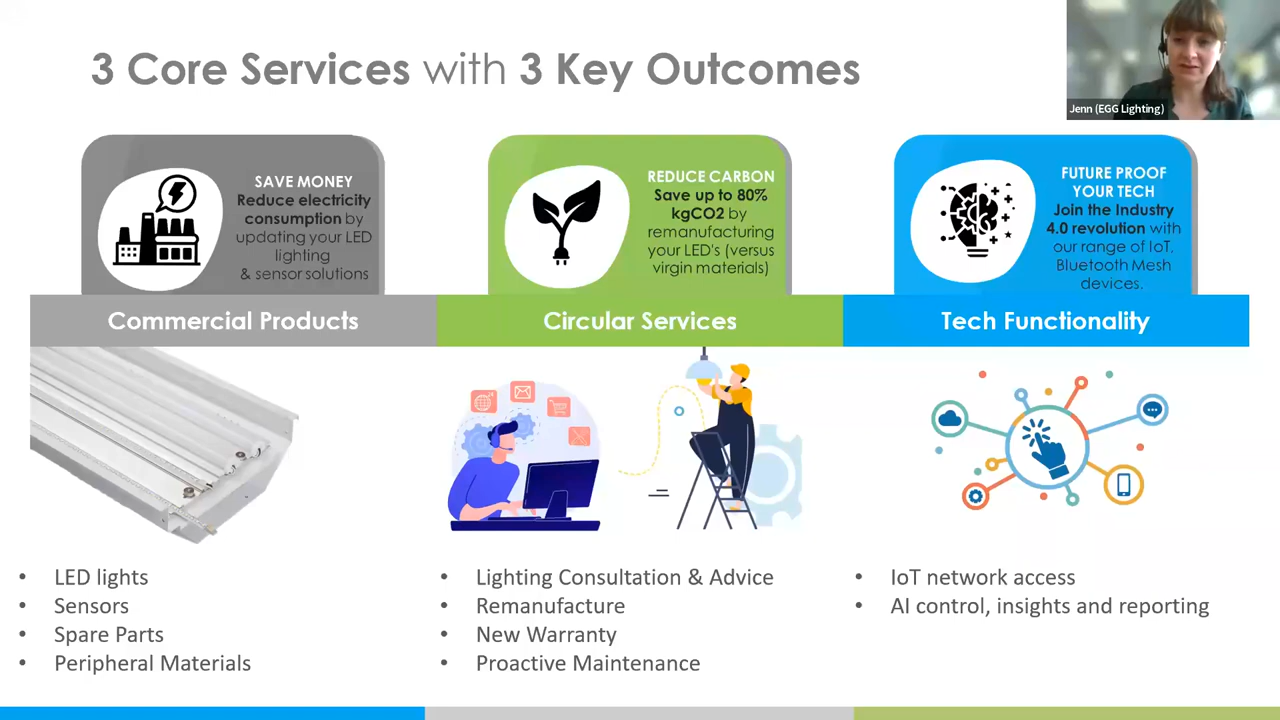 3 Core Services with 3 Key Outcomes
Jenn (EGG Lighting)
SAVE MONEY
Reduce electricity
consumption by
updating your LED
lighting
& sensor solutions
REDUCE CARBON
Save up to 80%
kgCO2 by
remanufacturing
your LED's (versus
virgin materials)
FUTURE PROOF
YOUR TECH
Join the Industry
4.0 revolution with
our range of IoT,
Bluetooth Mesh
devices.
Commercial Products
Circular Services
Tech Functionality
• LED lights
• Sensors
• Spare Parts
• Peripheral Materials
• Lighting Consultation & Advice
• Remanufacture
• New Warranty
• Proactive Maintenance
• IoT network access
• AI control, insights and reporting